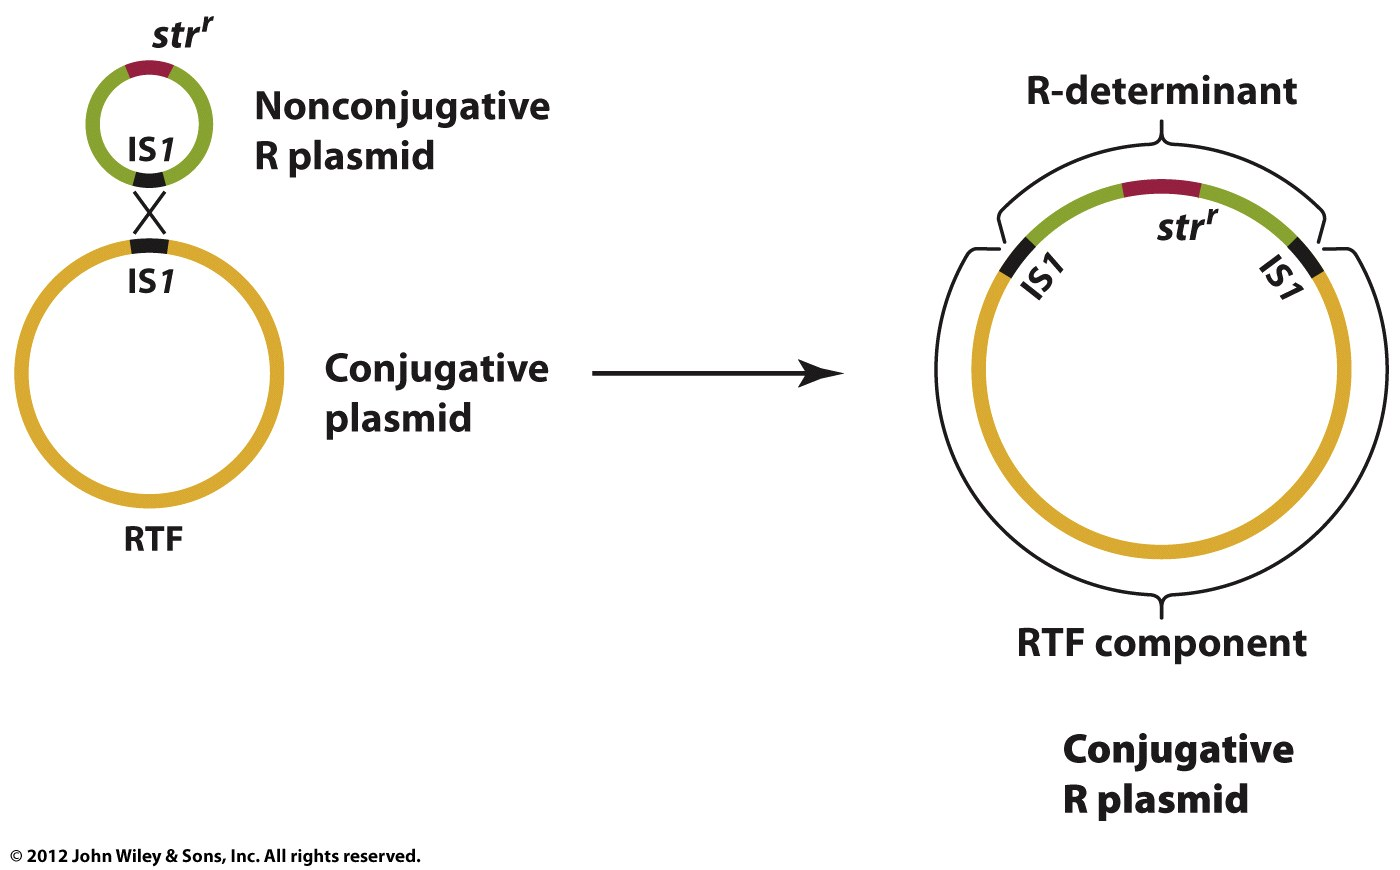 str^r
Nonconjugative
R plasmid
IS1
IS1
Conjugative
plasmid
RTF
R-determinant
str^r
IS1
IS1
RTF component
Conjugative
R plasmid
© 2012 John Wiley & Sons, Inc. All rights reserved.